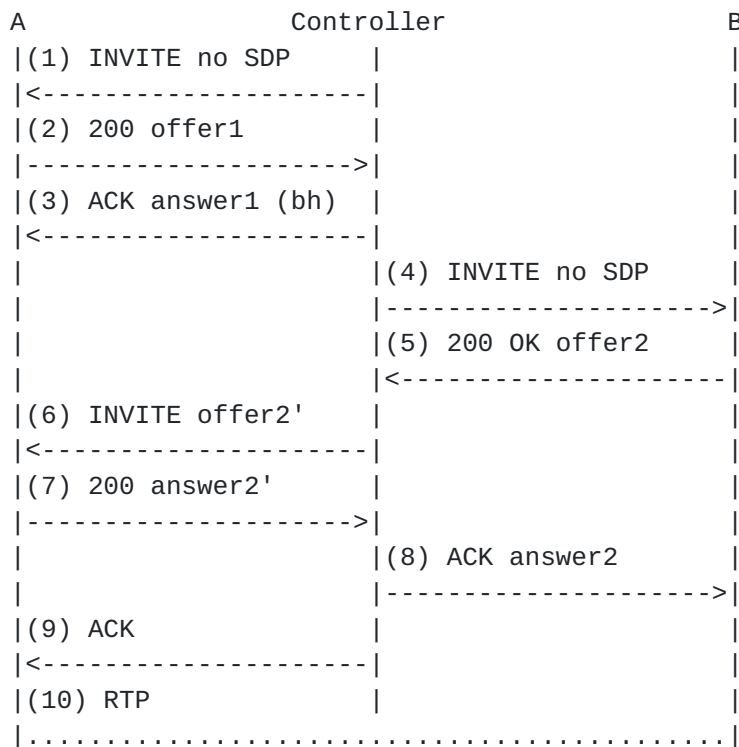 A                 Controller                  B
|(1) INVITE no SDP     |                      |
|<---------------------|                      |
|(2) 200 offer1        |                      |
|--------------------->|                      |
|(3) ACK answer1 (bh)  |                      |
|<---------------------|                      |
|                      |(4) INVITE no SDP     |
|                      |--------------------->|
|                      |(5) 200 OK offer2     |
|                      |<---------------------|
|(6) INVITE offer2'    |                      |
|<---------------------|                      |
|(7) 200 answer2'      |                      |
|--------------------->|                      |
|                      |(8) ACK answer2       |
|                      |--------------------->|
|(9) ACK               |                      |
|<---------------------|                      |
|(10) RTP              |                      |
|.............................................|